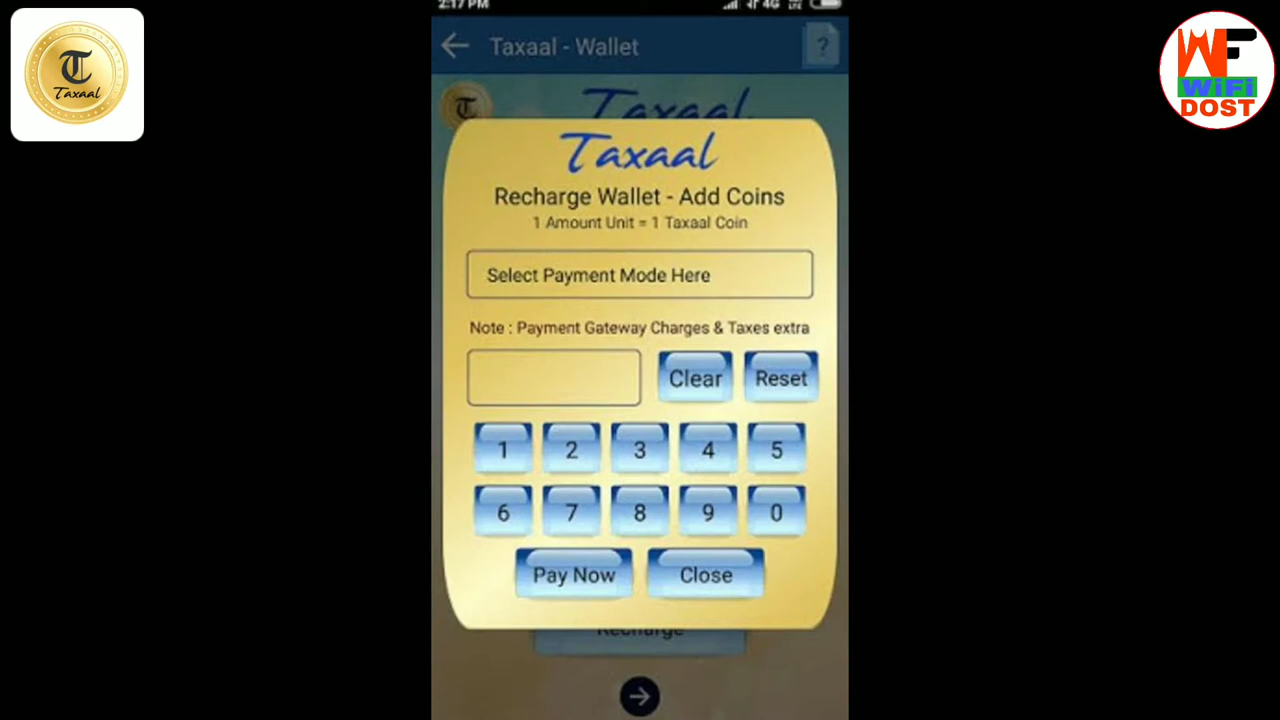 2:17 PM
4G
Taxaal - Wallet
?
T
Taxaal
WF
WiFi
DOST
T
Taxaal
Taxaal
Recharge Wallet - Add Coins
1 Amount Unit = 1 Taxaal Coin
Select Payment Mode Here
Note : Payment Gateway Charges & Taxes extra
Clear Reset
1 2 3 4 5
6 7 8 9 0
Pay Now Close
Recharge